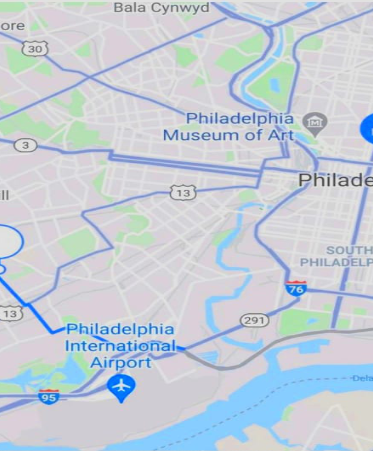 Bala Cynwyd
ore
30
Philadelphia
Museum of Art
3
Philade
13
ll
SOUTH
PHILADELP
76
13
291
Philadelphia
International
Airport
95
Dela